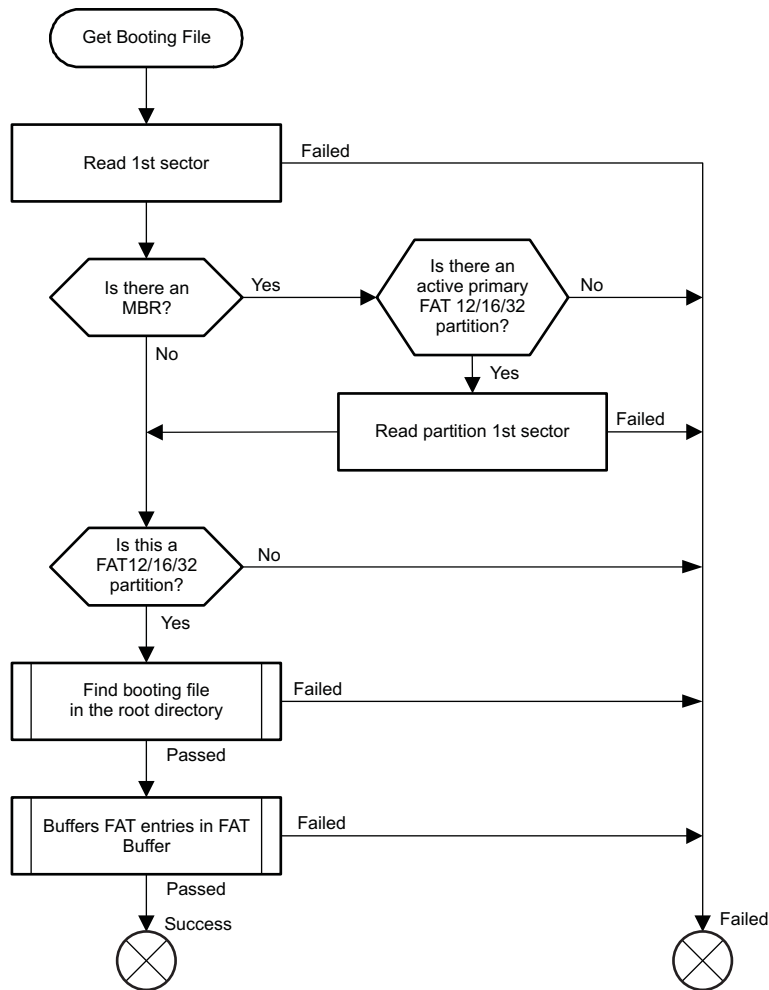 Get Booting File
Read 1st sector
Failed
Is there an
MBR?
Yes
Is there an
active primary
FAT 12/16/32
partition?
No
No
Yes
Read partition 1st sector
Failed
Is this a
FAT12/16/32
partition?
No
Yes
Find booting file
in the root directory
Failed
Passed
Buffers FAT entries in FAT
Buffer
Failed
Passed
Success
Failed